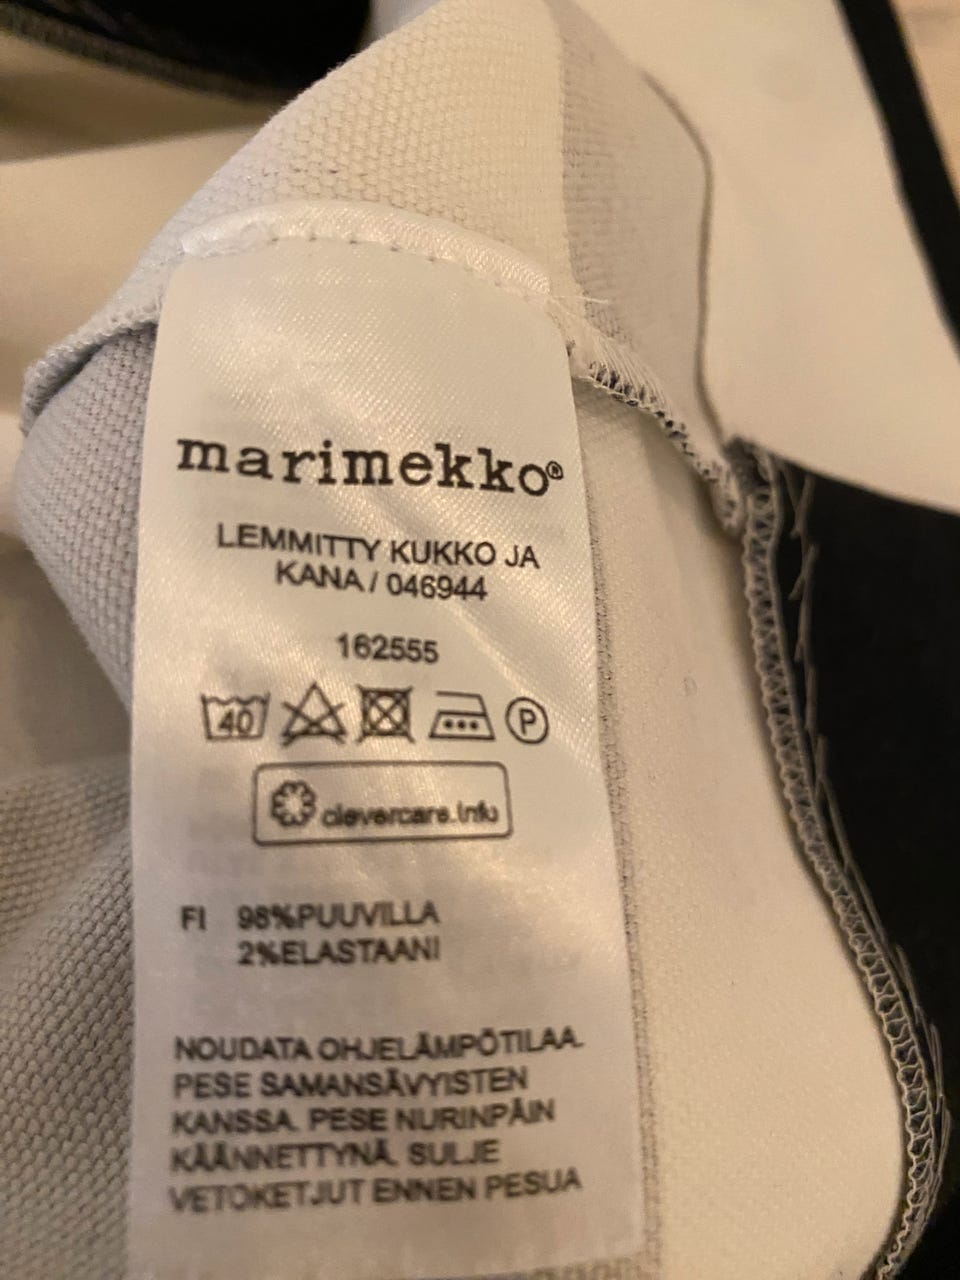 marimekko®
LEMMITTY KUKKO JA
KANA / 046944
162555
40
P
clevercare.info
FI 98%PUUVILLA
2%ELASTAANI
NOUDATA OHJELÄMPÖTILAA.
PESE SAMANSÄVYISTEN
KANSSA. PESE NURINPÄIN
KÄÄNNETTYNÄ. SULJE
VETOKETJUT ENNEN PESUA